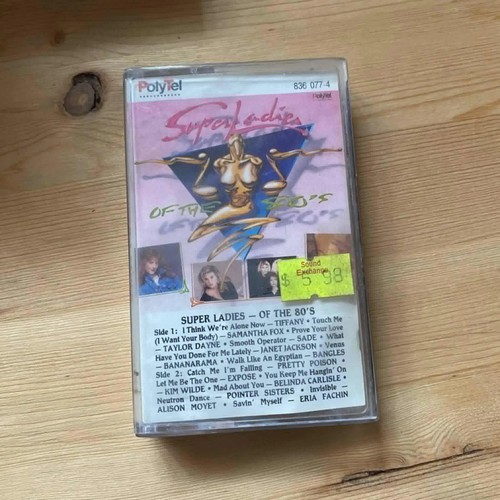 PolyTel
836 077-4
PolyTel
Super Ladies
OF THE 80'S
Sound
Exchange
$ 5.98
SUPER LADIES — OF THE 80'S
Side 1: I Think We're Alone Now — TIFFANY • Touch Me
(I Want Your Body) — SAMANTHA FOX • Prove Your Love
— TAYLOR DAYNE • Smooth Operator — SADE • What
Have You Done For Me Lately — JANET JACKSON • Venus
— BANANARAMA • Walk Like An Egyptian — BANGLES
Side 2: Catch Me I'm Falling — PRETTY POISON •
Let Me Be The One — EXPOSE • You Keep Me Hangin' On
— KIM WILDE • Mad About You — BELINDA CARLISLE •
Neutron Dance — POINTER SISTERS • Invisible —
ALISON MOYET • Savin' Myself — ERIA FACHIN